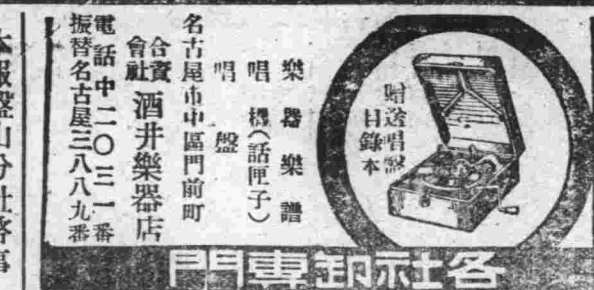 各社卸專門
附送唱盤
目錄本
樂器樂譜
唱機(話匣子)
唱盤
名古屋市中區門前町
合資會社 酒井樂器店
電話中二〇三一番
振替名古屋三八八九番
本報盤山分社啓事